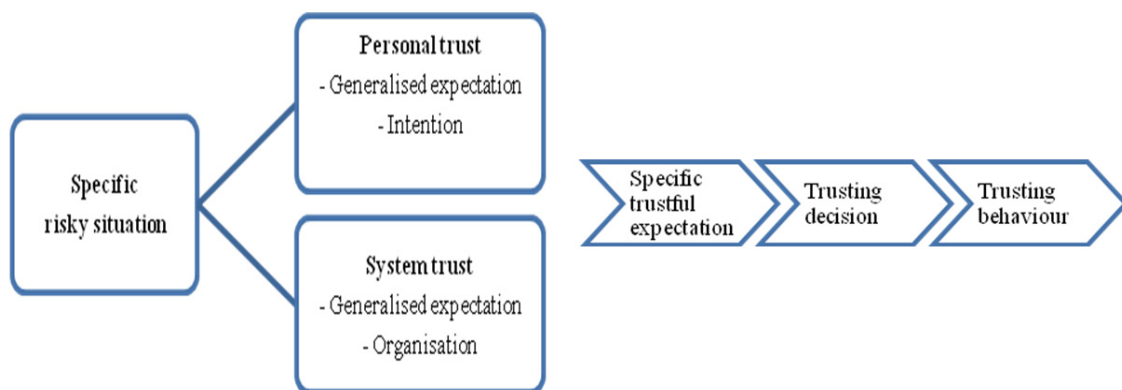 Specific
risky situation
Personal trust
- Generalised expectation
- Intention
System trust
- Generalised expectation
- Organisation
Specific
trustful
expectation
Trusting
decision
Trusting
behaviour